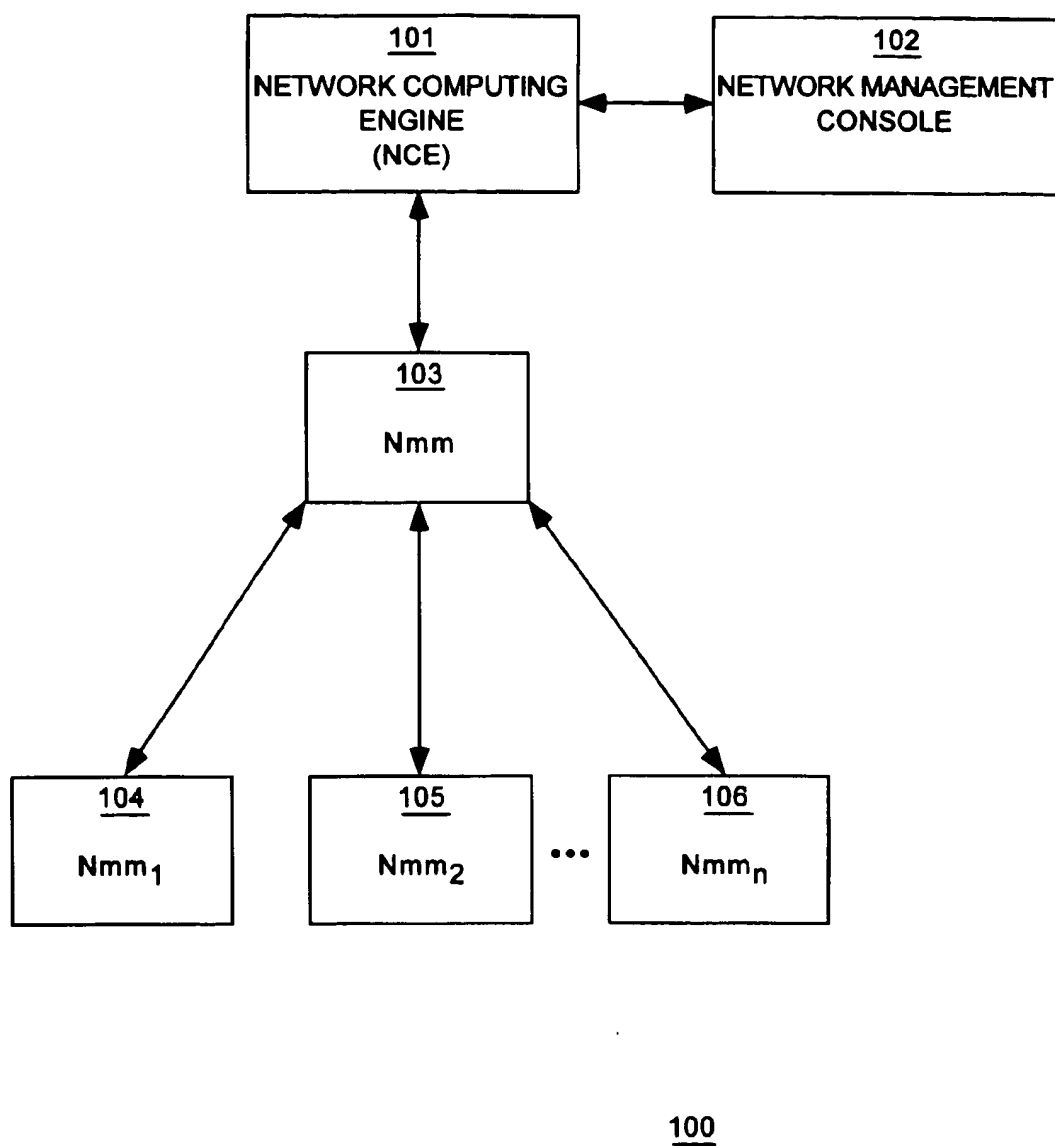 101
NETWORK COMPUTING
ENGINE
(NCE)
102
NETWORK MANAGEMENT
CONSOLE
103
Nmm
104
Nmm1
105
Nmm2
•••
106
Nmmn
100